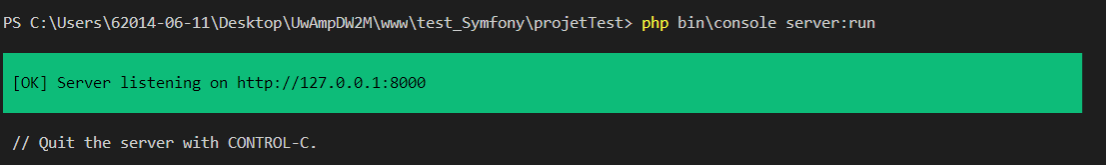 PS C:\Users\62014-06-11\Desktop\UwAmpDW2M\www\test_Symfony\projetTest> php bin\console server:run
[OK] Server listening on http://127.0.0.1:8000
// Quit the server with CONTROL-C.